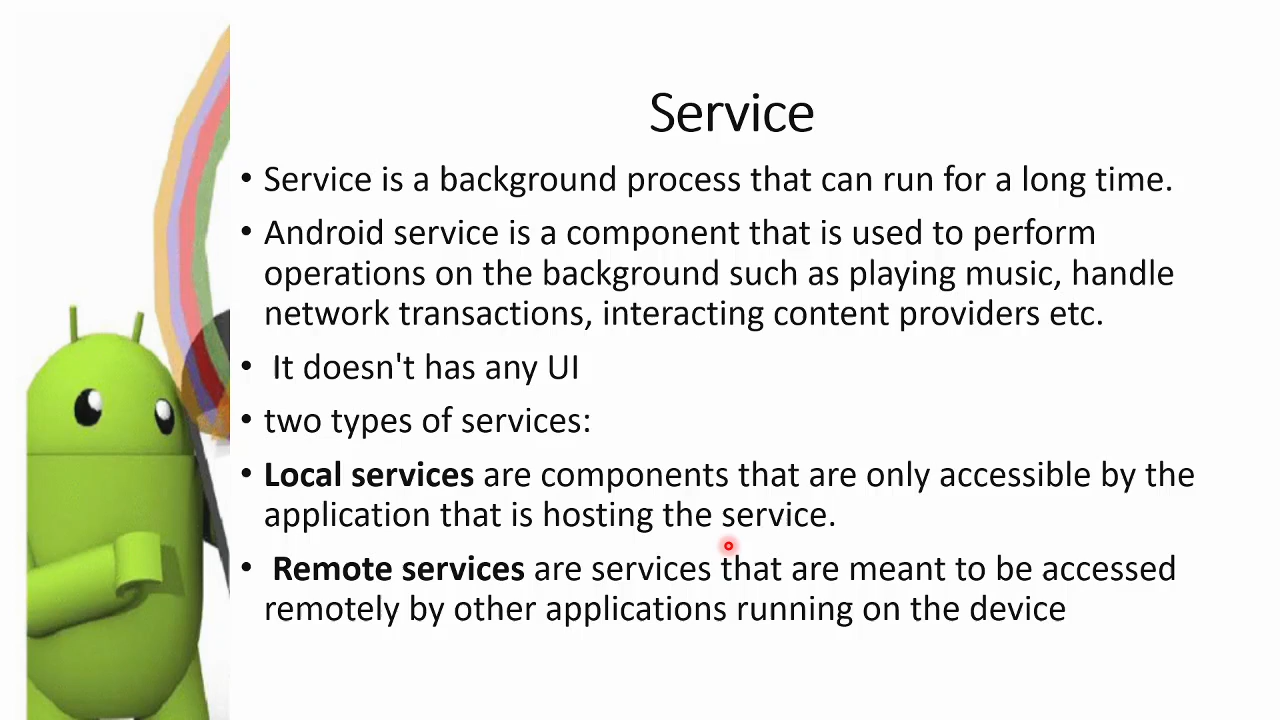 Service
• Service is a background process that can run for a long time.
• Android service is a component that is used to perform
operations on the background such as playing music, handle
network transactions, interacting content providers etc.
• It doesn't has any UI
• two types of services:
• Local services are components that are only accessible by the
application that is hosting the service.
• Remote services are services that are meant to be accessed
remotely by other applications running on the device